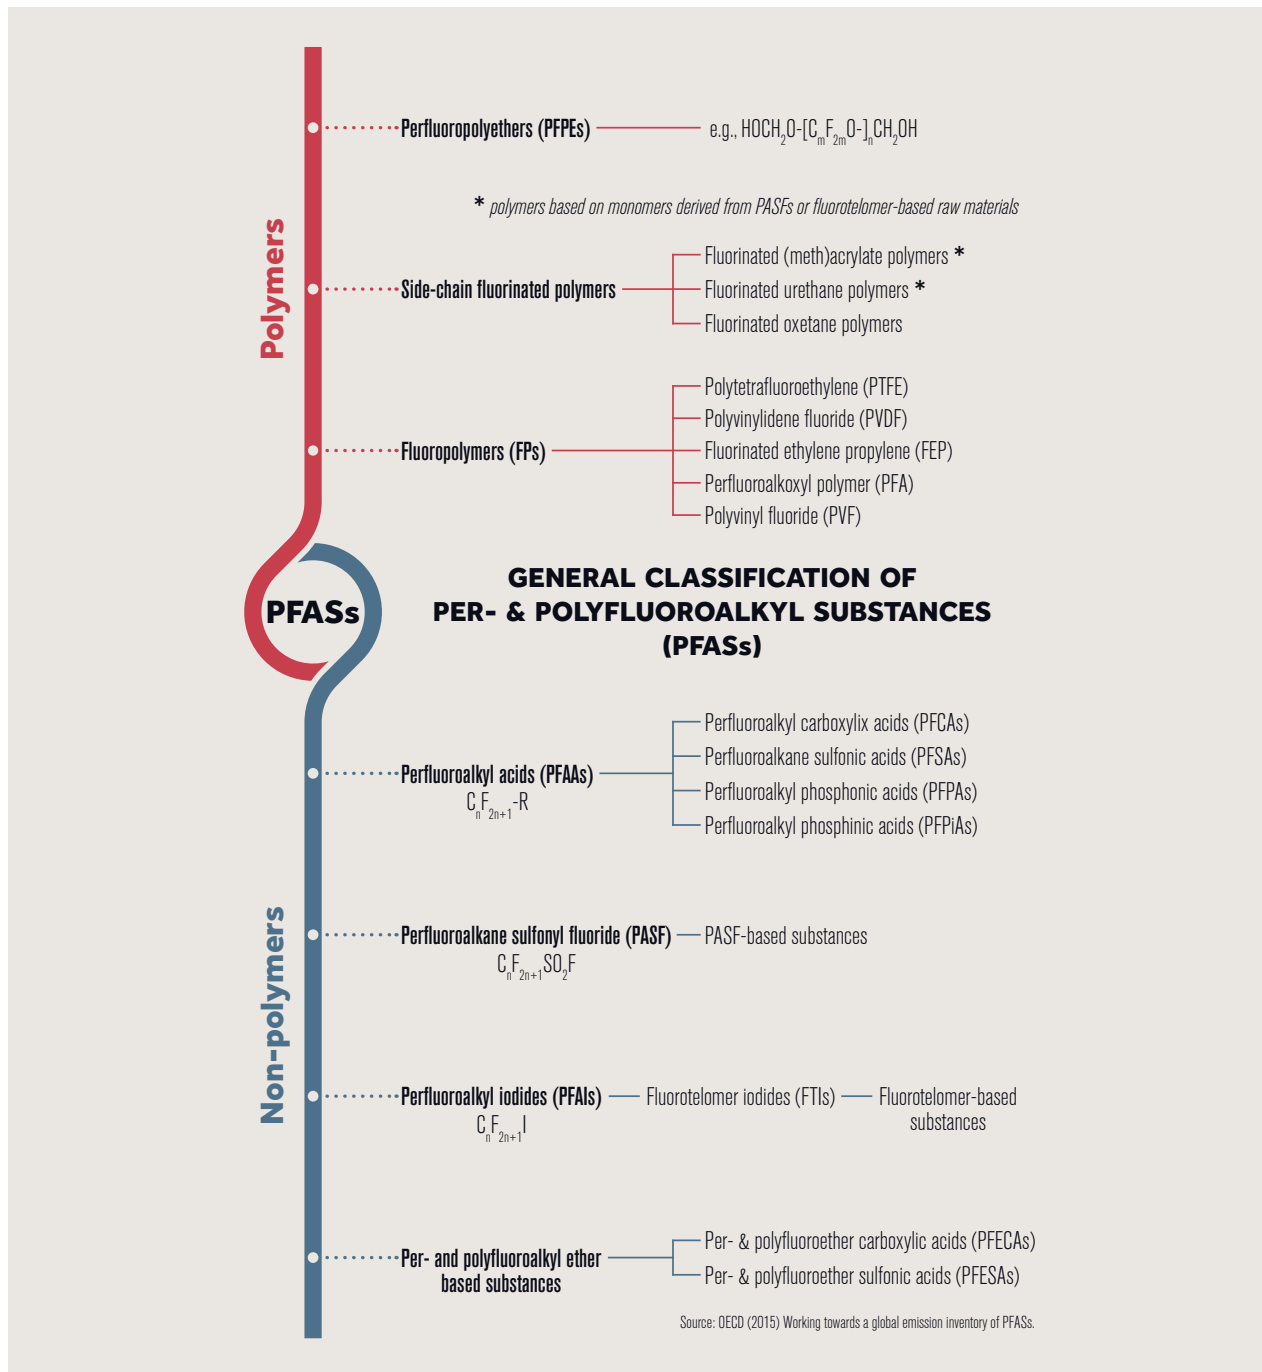 Polymers
Perfluoropolyethers (PFPEs)
e.g., HOCH₂O-[CₘF₂ₘO-]ₙCH₂OH
* polymers based on monomers derived from PASFs or fluorotelomer-based raw materials
Side-chain fluorinated polymers
Fluorinated (meth)acrylate polymers *
Fluorinated urethane polymers *
Fluorinated oxetane polymers
Fluoropolymers (FPs)
Polytetrafluoroethylene (PTFE)
Polyvinylidene fluoride (PVDF)
Fluorinated ethylene propylene (FEP)
Perfluoroalkoxyl polymer (PFA)
Polyvinyl fluoride (PVF)
PFASs
GENERAL CLASSIFICATION OF
PER- & POLYFLUOROALKYL SUBSTANCES
(PFASs)
Non-polymers
Perfluoroalkyl acids (PFAAs)
CₙF₂ₙ₊₁-R
Perfluoroalkyl carboxylix acids (PFCAs)
Perfluoroalkane sulfonic acids (PFSAs)
Perfluoroalkyl phosphonic acids (PFPAs)
Perfluoroalkyl phosphinic acids (PFPiAs)
Perfluoroalkane sulfonyl fluoride (PASF)
CₙF₂ₙ₊₁SO₂F
PASF-based substances
Perfluoroalkyl iodides (PFAIs)
CₙF₂ₙ₊₁I
Fluorotelomer iodides (FTIs)
Fluorotelomer-based
substances
Per- and polyfluoroalkyl ether
based substances
Per- & polyfluoroether carboxylic acids (PFECAs)
Per- & polyfluoroether sulfonic acids (PFESAs)
Source: OECD (2015) Working towards a global emission inventory of PFASs.